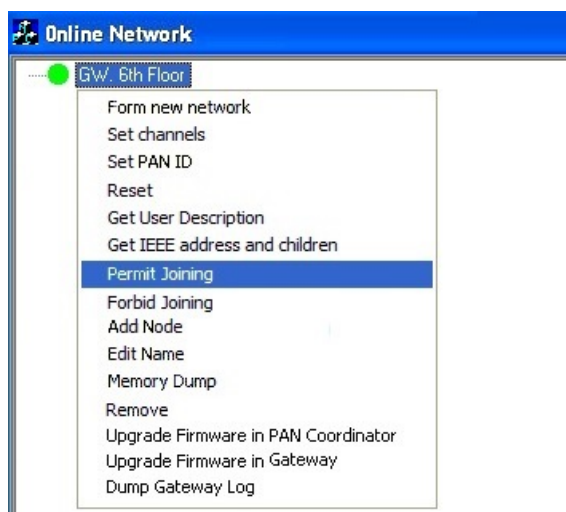 Online Network
GW. 6th Floor
Form new network
Set channels
Set PAN ID
Reset
Get User Description
Get IEEE address and children
Permit Joining
Forbid Joining
Add Node
Edit Name
Memory Dump
Remove
Upgrade Firmware in PAN Coordinator
Upgrade Firmware in Gateway
Dump Gateway Log